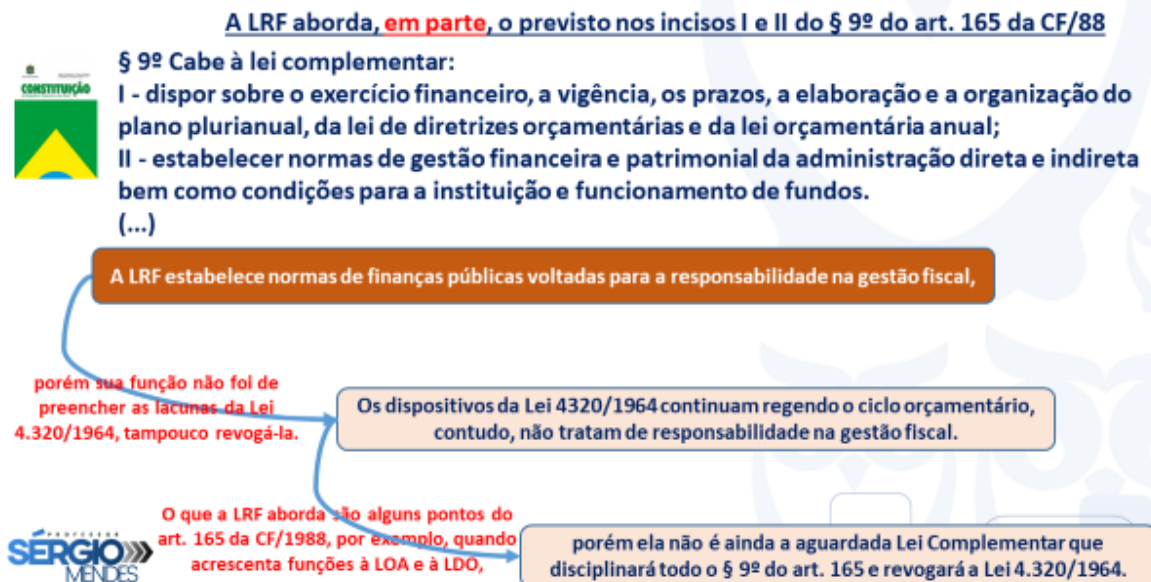 A LRF aborda, em parte, o previsto nos incisos I e II do § 9º do art. 165 da CF/88
§ 9º Cabe à lei complementar:
I - dispor sobre o exercício financeiro, a vigência, os prazos, a elaboração e a organização do
plano plurianual, da lei de diretrizes orçamentárias e da lei orçamentária anual;
II - estabelecer normas de gestão financeira e patrimonial da administração direta e indireta
bem como condições para a instituição e funcionamento de fundos.
(...)
CONSTITUIÇÃO
A LRF estabelece normas de finanças públicas voltadas para a responsabilidade na gestão fiscal,
porém sua função não foi de
preencher as lacunas da Lei
4.320/1964, tampouco revogá-la.
Os dispositivos da Lei 4320/1964 continuam regendo o ciclo orçamentário,
contudo, não tratam de responsabilidade na gestão fiscal.
O que a LRF aborda são alguns pontos do
art. 165 da CF/1988, por exemplo, quando
acrescenta funções à LOA e à LDO,
porém ela não é ainda a aguardada Lei Complementar que
disciplinará todo o § 9º do art. 165 e revogará a Lei 4.320/1964.
PROFESSOR
SÉRGIO
MENDES